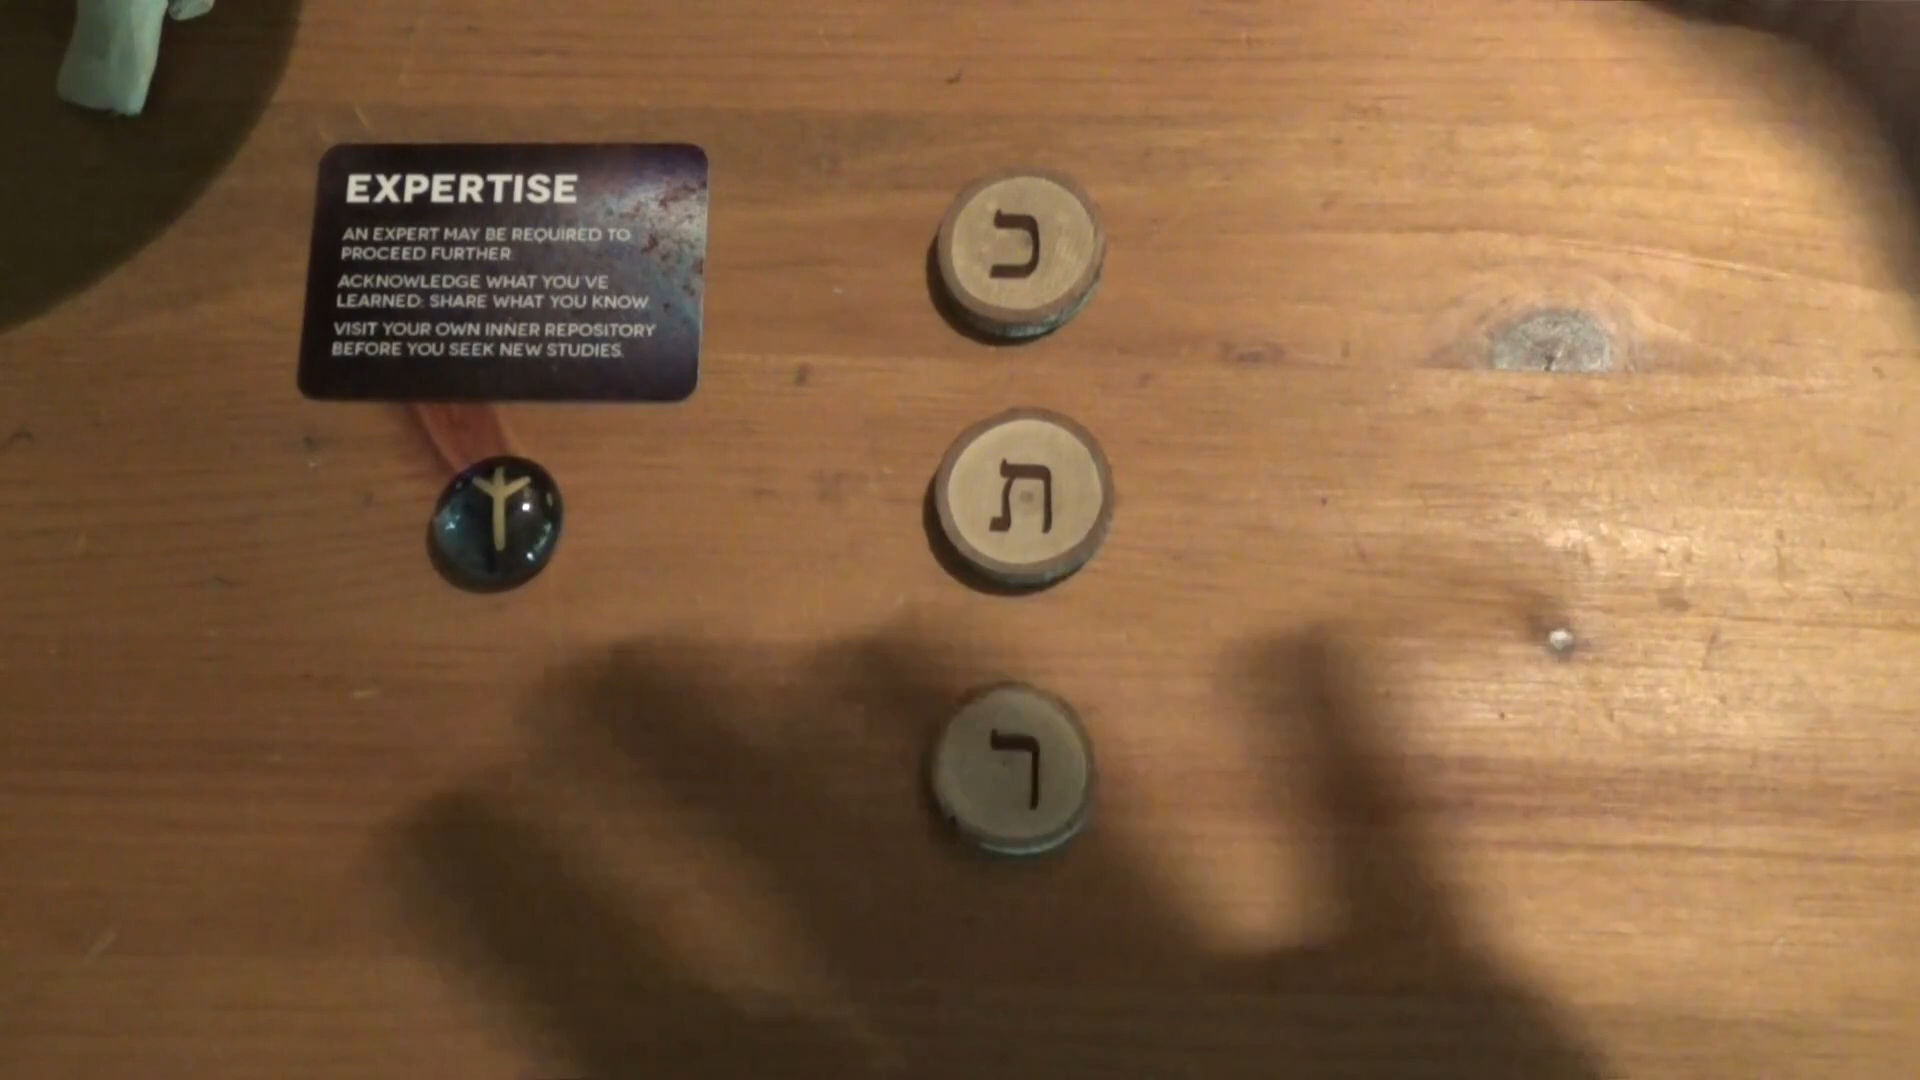 EXPERTISE
AN EXPERT MAY BE REQUIRED TO
PROCEED FURTHER
ACKNOWLEDGE WHAT YOU'VE
LEARNED; SHARE WHAT YOU KNOW.
VISIT YOUR OWN INNER REPOSITORY
BEFORE YOU SEEK NEW STUDIES.
ᛉ
כ
ת
ר